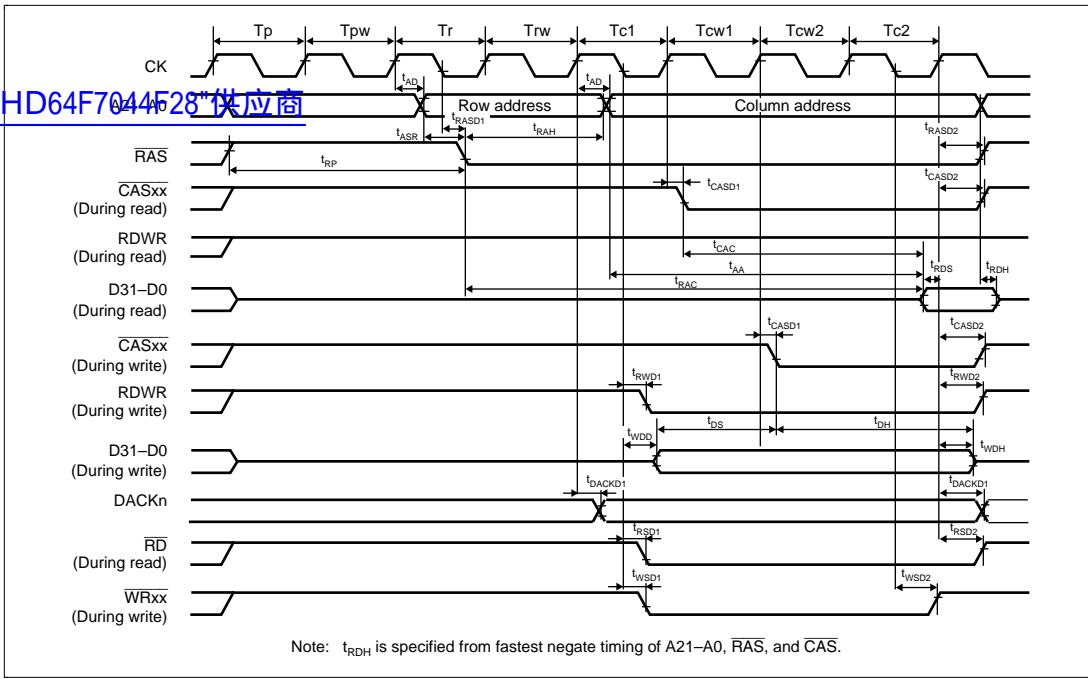 Tp Tpw Tr Trw Tc1 Tcw1 Tcw2 Tc2
CK
tAD tAD
HD64F7044F28"供应商
A21–A0 Row address Column address
tRASD1
tASR tRAH tRASD2
RAS tRP
tCASD2
CASxx tCASD1
(During read)
RDWR
(During read) tCAC
tAA tRDS tRDH
D31–D0 tRAC
(During read)
tCASD1 tCASD2
CASxx
(During write)
RDWR tRWD1 tRWD2
(During write)
tDS tDH
tWDD tWDH
D31–D0
(During write)
tDACKD1 tDACKD1
DACKn
tRSD1 tRSD2
RD
(During read)
tWSD1 tWSD2
WRxx
(During write)
Note: tRDH is specified from fastest negate timing of A21–A0, RAS, and CAS.